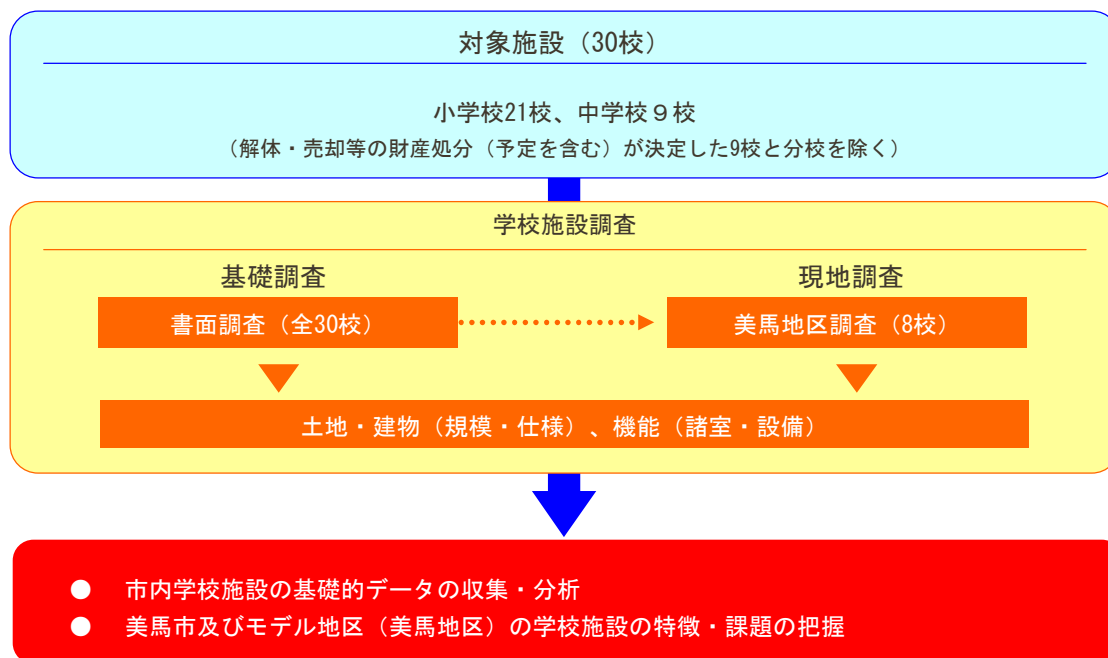 対象施設（30校）
小学校21校、中学校９校
（解体・売却等の財産処分（予定を含む）が決定した9校と分校を除く）
学校施設調査
基礎調査
現地調査
書面調査（全30校）
美馬地区調査（8校）
土地・建物（規模・仕様）、機能（諸室・設備）
● 市内学校施設の基礎的データの収集・分析
● 美馬市及びモデル地区（美馬地区）の学校施設の特徴・課題の把握